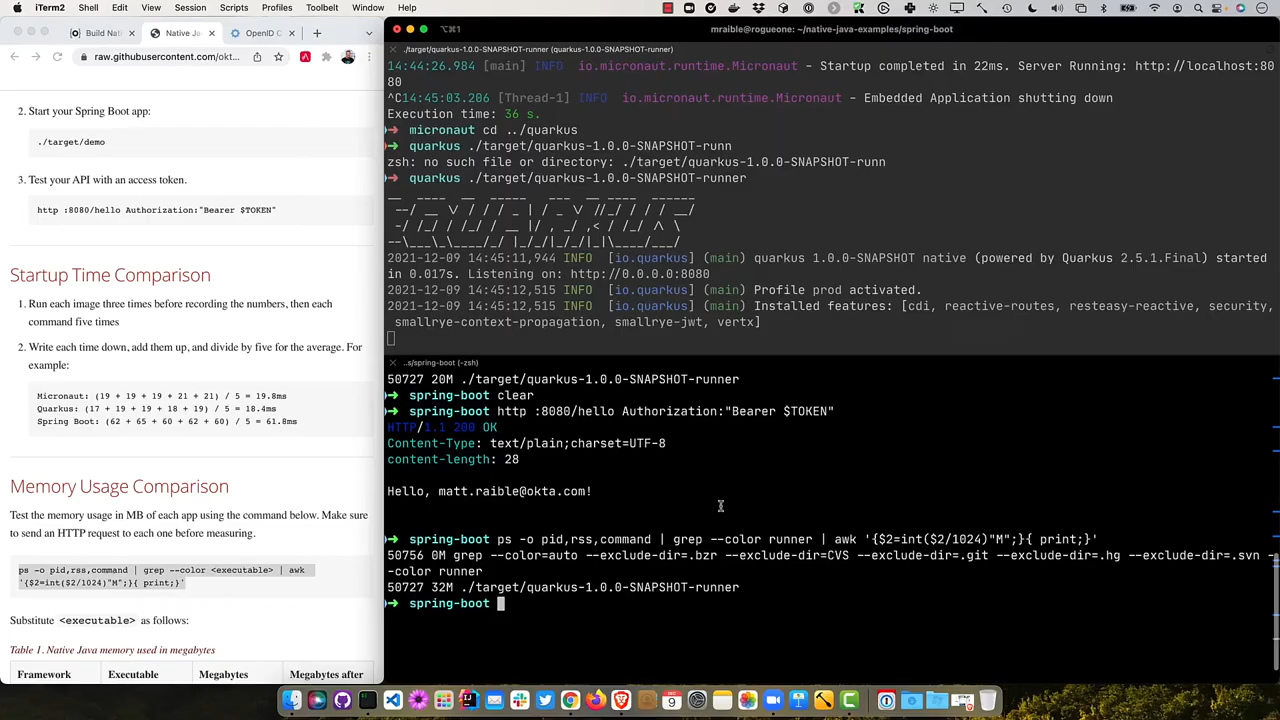 iTerm2 Shell Edit View Session Scripts Profiles Toolbelt Window Help
Build Nati
Native Ja
OpenID C
raw.githubusercontent.com/okt...
2. Start your Spring Boot app:
./target/demo
3. Test your API with an access token.
http :8080/hello Authorization:"Bearer $TOKEN"
Startup Time Comparison
1. Run each image three times before recording the numbers, then each
command five times
2. Write each time down, add them up, and divide by five for the average. For
example:
Micronaut: (19 + 19 + 19 + 21 + 21) / 5 = 19.8ms
Quarkus: (17 + 19 + 19 + 18 + 19) / 5 = 18.4ms
Spring Boot: (62 + 65 + 60 + 62 + 60) / 5 = 61.8ms
Memory Usage Comparison
Test the memory usage in MB of each app using the command below. Make sure
to send an HTTP request to each one before measuring.
ps -o pid,rss,command | grep --color <executable> | awk
'{$2=int($2/1024)"M";}{ print;}'
Substitute <executable> as follows:
Table 1. Native Java memory used in megabytes
Framework Executable Megabytes Megabytes after
⌥⌘1
mraible@rogueone: ~/native-java-examples/spring-boot
./target/quarkus-1.0.0-SNAPSHOT-runner (quarkus-1.0.0-SNAPSHOT-runner)
14:44:26.984 [main] INFO io.micronaut.runtime.Micronaut - Startup completed in 22ms. Server Running: http://localhost:80
80
^C14:45:03.206 [Thread-1] INFO io.micronaut.runtime.Micronaut - Embedded Application shutting down
Execution time: 36 s.
➜ micronaut cd ../quarkus
➜ quarkus ./target/quarkus-1.0.0-SNAPSHOT-runn
zsh: no such file or directory: ./target/quarkus-1.0.0-SNAPSHOT-runn
➜ quarkus ./target/quarkus-1.0.0-SNAPSHOT-runner
2021-12-09 14:45:11,944 INFO [io.quarkus] (main) quarkus 1.0.0-SNAPSHOT native (powered by Quarkus 2.5.1.Final) started
in 0.017s. Listening on: http://0.0.0.0:8080
2021-12-09 14:45:12,515 INFO [io.quarkus] (main) Profile prod activated.
2021-12-09 14:45:12,515 INFO [io.quarkus] (main) Installed features: [cdi, reactive-routes, resteasy-reactive, security,
smallrye-context-propagation, smallrye-jwt, vertx]
..s/spring-boot (-zsh)
50727 20M ./target/quarkus-1.0.0-SNAPSHOT-runner
➜ spring-boot clear
➜ spring-boot http :8080/hello Authorization:"Bearer $TOKEN"
HTTP/1.1 200 OK
Content-Type: text/plain;charset=UTF-8
content-length: 28
Hello, matt.raible@okta.com!
➜ spring-boot ps -o pid,rss,command | grep --color runner | awk '{$2=int($2/1024)"M";}{ print;}'
50756 0M grep --color=auto --exclude-dir=.bzr --exclude-dir=CVS --exclude-dir=.git --exclude-dir=.hg --exclude-dir=.svn -
-color runner
50727 32M ./target/quarkus-1.0.0-SNAPSHOT-runner
➜ spring-boot